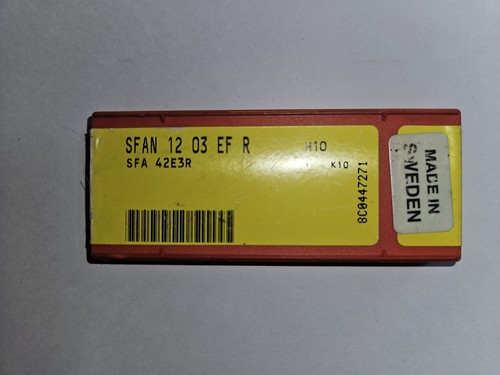 SFAN 12 03 EF R H10
SFA 42E3R K10
8C0447271
MADE IN
SWEDEN